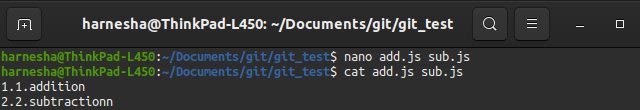 harnesha@ThinkPad-L450: ~/Documents/git/git_test
harnesha@ThinkPad-L450:~/Documents/git/git_test$ nano add.js sub.js
harnesha@ThinkPad-L450:~/Documents/git/git_test$ cat add.js sub.js
1.1.addition
2.2.subtractionn